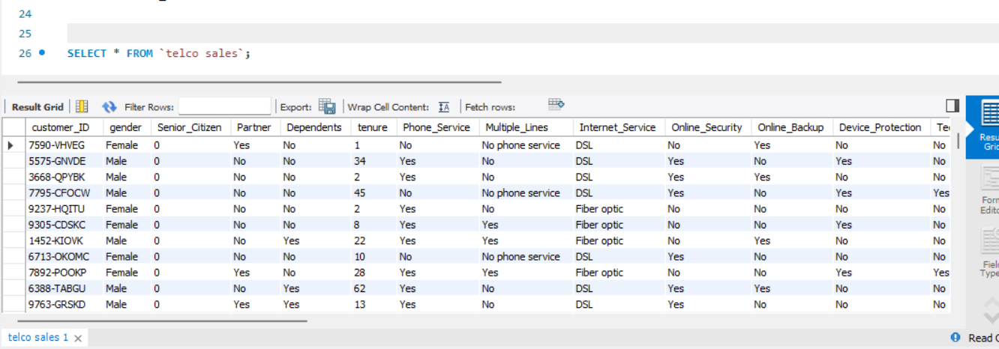 24
25
26 SELECT * FROM `telco sales`;
Result Grid Filter Rows: Export: Wrap Cell Content: IA Fetch rows:
customer_ID gender Senior_Citizen Partner Dependents tenure Phone_Service Multiple_Lines Internet_Service Online_Security Online_Backup Device_Protection
7590-VHVEG Female 0 Yes No 1 No No phone service DSL No Yes No No
5575-GNVDE Male 0 No No 34 Yes No DSL Yes No Yes No
3668-QPYBK Male 0 No No 2 Yes No DSL Yes Yes No No
7795-CFOCW Male 0 No No 45 No No phone service DSL Yes No Yes Yes
9237-HQITU Female 0 No No 2 Yes No Fiber optic No No No No
9305-CDSKC Female 0 No No 8 Yes Yes Fiber optic No No Yes No
1452-KIOVK Male 0 No Yes 22 Yes Yes Fiber optic No Yes No No
6713-OKOMC Female 0 No No 10 No No phone service DSL Yes No No No
7892-POOKP Female 0 Yes No 28 Yes Yes Fiber optic No No Yes Yes
6388-TABGU Male 0 No Yes 62 Yes No DSL Yes Yes No No
9763-GRSKD Male 0 Yes Yes 13 Yes No DSL Yes No No No
telco sales 1 Read